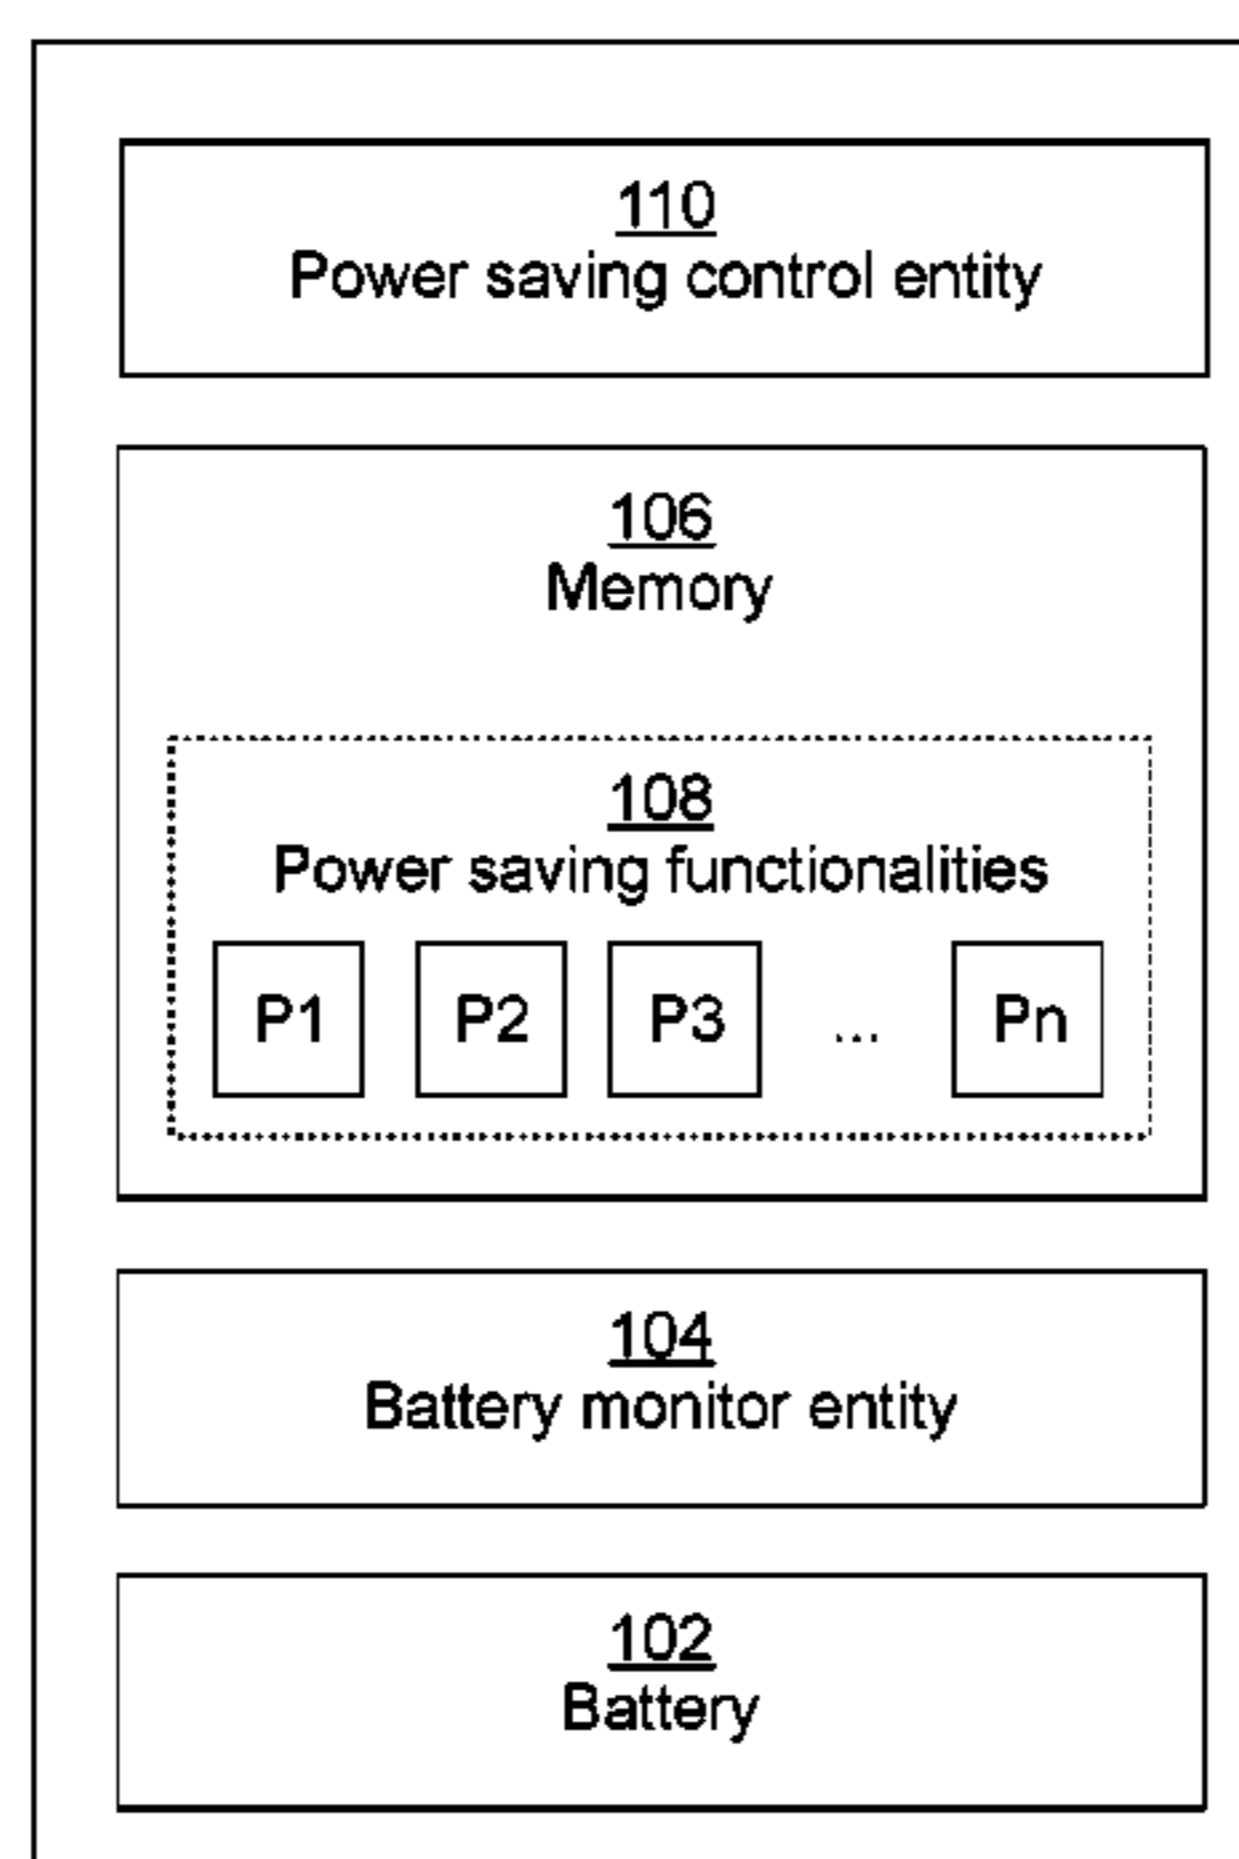 110
Power saving control entity
106
Memory
108
Power saving functionalities
P1 P2 P3 ... Pn
104
Battery monitor entity
102
Battery